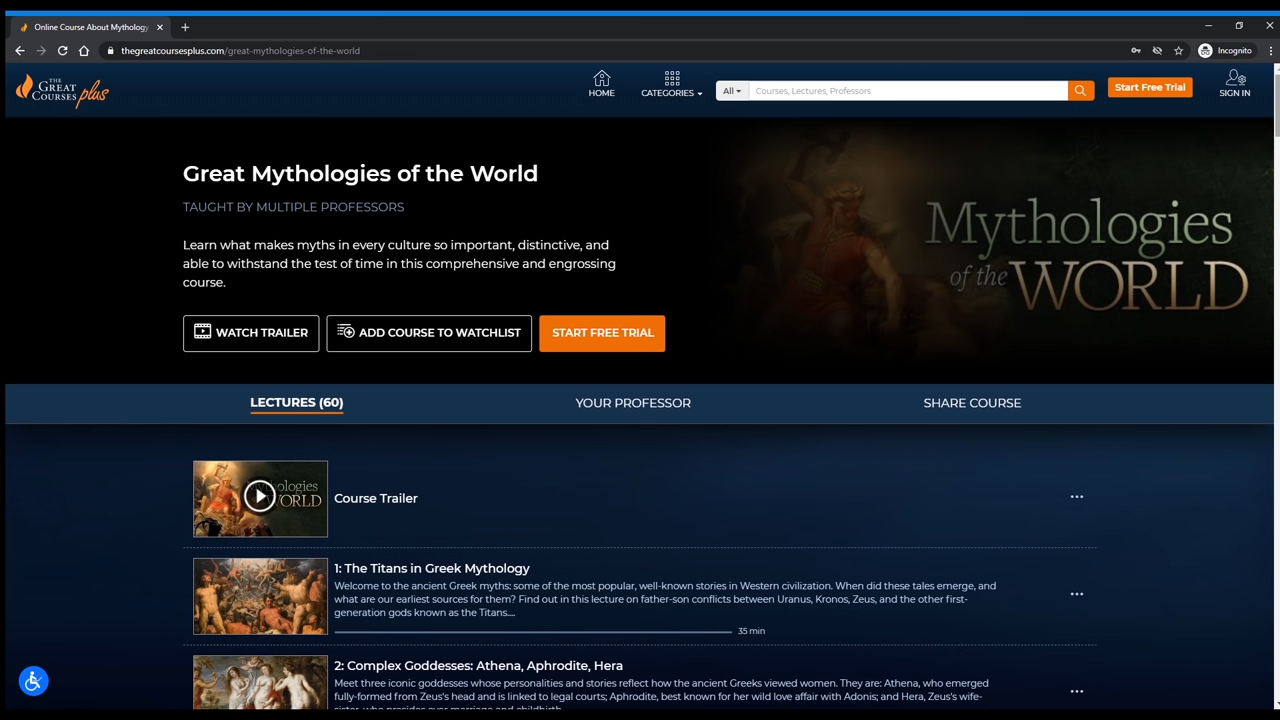 Online Course About Mythology
thegreatcoursesplus.com/great-mythologies-of-the-world
Incognito
THE
GREAT
COURSES plus
HOME
CATEGORIES
All
Courses, Lectures, Professors
Start Free Trial
SIGN IN
Great Mythologies of the World
TAUGHT BY MULTIPLE PROFESSORS
Learn what makes myths in every culture so important, distinctive, and
able to withstand the test of time in this comprehensive and engrossing
course.
WATCH TRAILER
ADD COURSE TO WATCHLIST
START FREE TRIAL
Mythologies
of the WORLD
LECTURES (60)
YOUR PROFESSOR
SHARE COURSE
ologies
WORLD
Course Trailer
1: The Titans in Greek Mythology
Welcome to the ancient Greek myths: some of the most popular, well-known stories in Western civilization. When did these tales emerge, and
what are our earliest sources for them? Find out in this lecture on father-son conflicts between Uranus, Kronos, Zeus, and the other first-
generation gods known as the Titans....
35 min
2: Complex Goddesses: Athena, Aphrodite, Hera
Meet three iconic goddesses whose personalities and stories reflect how the ancient Greeks viewed women. They are: Athena, who emerged
fully-formed from Zeus's head and is linked to legal courts; Aphrodite, best known for her wild love affair with Adonis; and Hera, Zeus's wife-
sister, who presides over marriage and childbirth